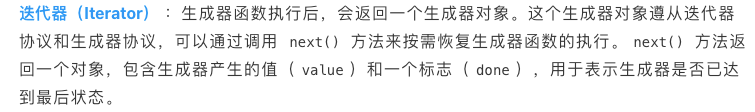 迭代器（Iterator） ：生成器函数执行后，会返回一个生成器对象。这个生成器对象遵从迭代器
协议和生成器协议，可以通过调用 next() 方法来按需恢复生成器函数的执行。 next() 方法返
回一个对象，包含生成器产生的值（ value ）和一个标志（ done ），用于表示生成器是否已达
到最后状态。